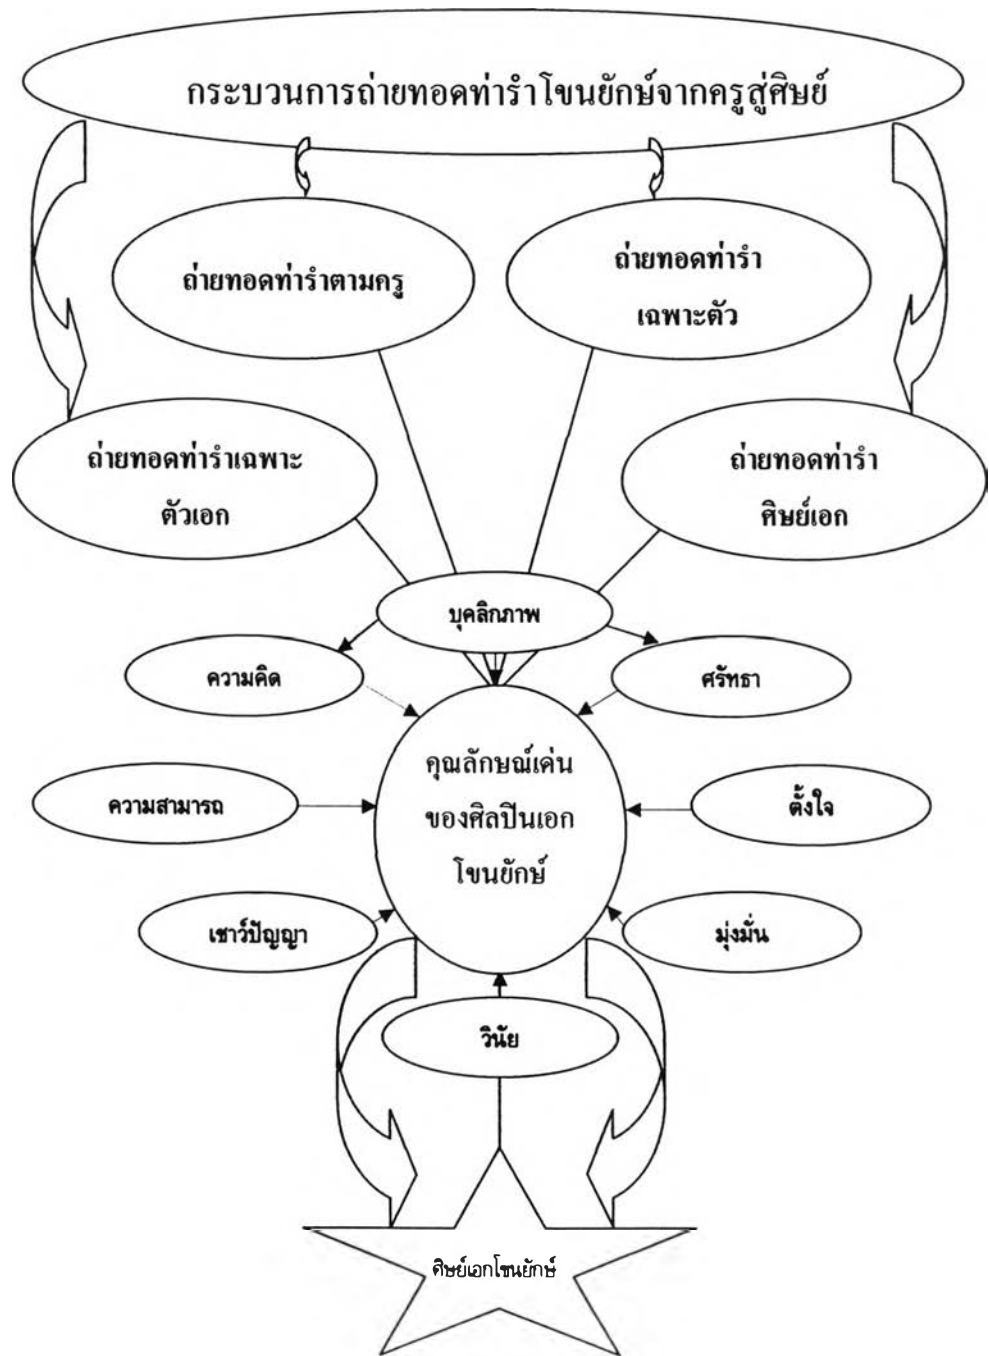 กระบวนการถ่ายทอดท่ารำโขนยักษ์จากครูสู่ศิษย์
ถ่ายทอดท่ารำตามครู
ถ่ายทอดท่ารำ
เฉพาะตัว
ถ่ายทอดท่ารำเฉพาะ
ตัวเอก
ถ่ายทอดท่ารำ
ศิษย์เอก
บุคลิกภาพ
ความคิด
ศรัทธา
คุณลักษณ์เด่น
ของศิลปินเอก
โขนยักษ์
ความสามารถ
ตั้งใจ
เชาว์ปัญญา
มุ่งมั่น
วินัย
ศิษย์เอกโขนยักษ์